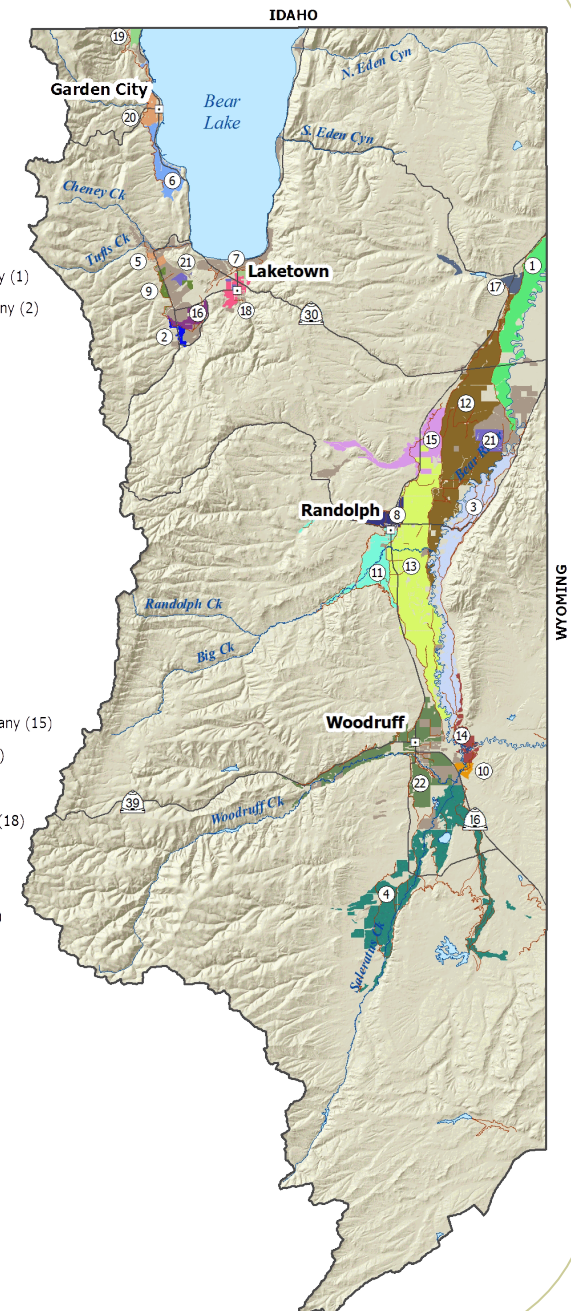 IDAHO
19
N. Eden Cyn
Garden City
Bear
Lake
20
S. Eden Cyn
6
Cheney Ck
Tufts Ck
5
21
7
Laketown
1
y (1)
9
17
ny (2)
16
18
30
2
12
15
21
Bear R
3
Randolph
8
13
11
WYOMING
Randolph Ck
Big Ck
any (15)
Woodruff
14
)
10
22
39
Woodruff Ck
(18)
16
4
Saleratus Ck